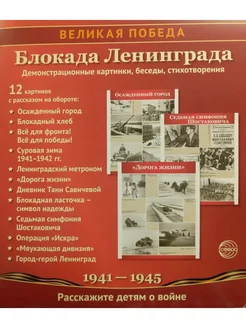 ВЕЛИКАЯ ПОБЕДА
Блокада Ленинграда
Демонстрационные картинки, беседы, стихотворения
12 картинок
с рассказом на обороте:
• Осажденный город
• Блокадный хлеб
• Всё для фронта!
Всё для победы!
• Суровая зима
1941–1942 гг.
• Ленинградский метроном
• «Дорога жизни»
• Дневник Тани Савичевой
• Блокадная ласточка –
символ надежды
• Седьмая симфония
Шостаковича
• Операция «Искра»
• «Мяукающая дивизия»
• Город-герой Ленинград
ОСАЖДЕННЫЙ ГОРОД
СЕДЬМАЯ СИМФОНИЯ
ШОСТАКОВИЧА
«ДОРОГА ЖИЗНИ»
1941—1945
Расскажите детям о войне